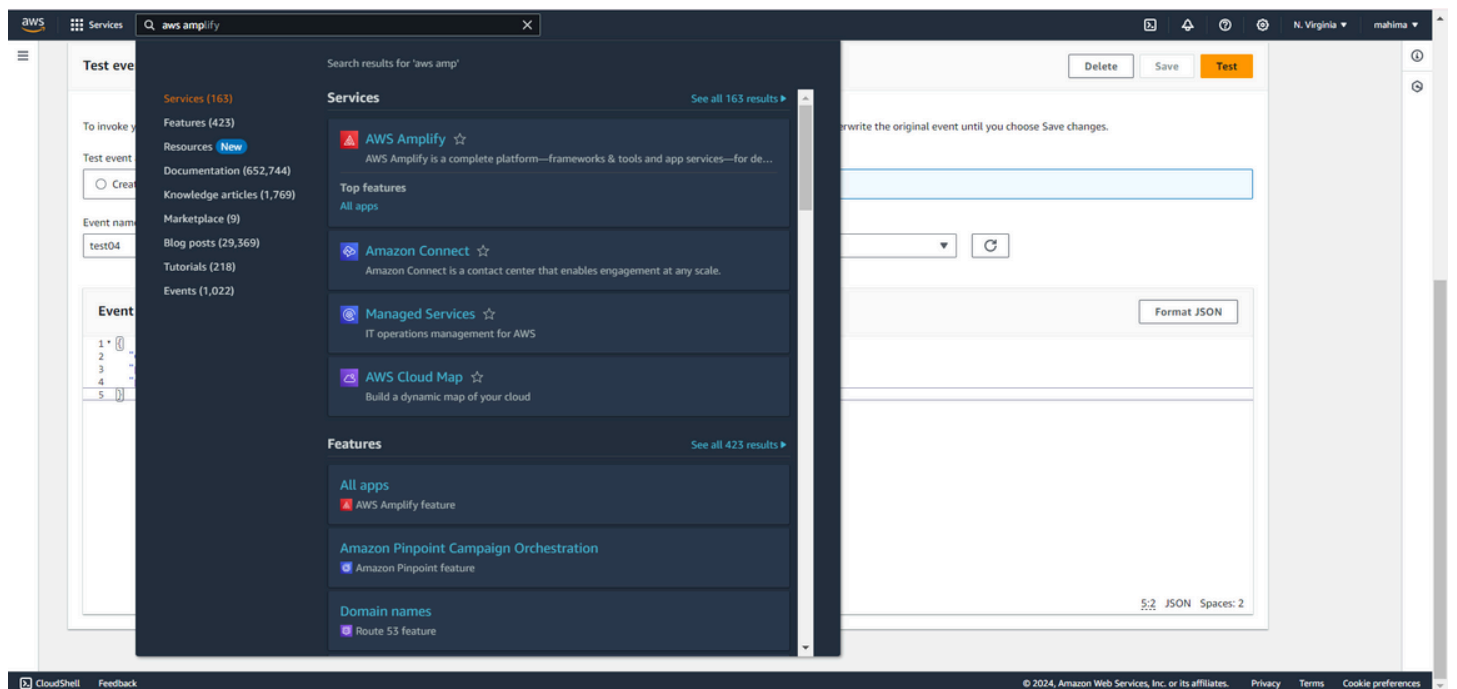 aws
Services
aws amplify
N. Virginia
mahima
Test eve
Delete
Save
Test
To invoke y
erwrite the original event until you choose Save changes.
Test event
Creat
Event nam
test04
Event
Format JSON
1
{
2
"
3
"
4
"
5
}
5:2 JSON Spaces: 2
Search results for 'aws amp'
Services (163)
Features (423)
Resources New
Documentation (652,744)
Knowledge articles (1,769)
Marketplace (9)
Blog posts (29,369)
Tutorials (218)
Events (1,022)
Services
See all 163 results
AWS Amplify
AWS Amplify is a complete platform—frameworks & tools and app services—for de...
Top features
All apps
Amazon Connect
Amazon Connect is a contact center that enables engagement at any scale.
Managed Services
IT operations management for AWS
AWS Cloud Map
Build a dynamic map of your cloud
Features
See all 423 results
All apps
AWS Amplify feature
Amazon Pinpoint Campaign Orchestration
Amazon Pinpoint feature
Domain names
Route 53 feature
CloudShell
Feedback
© 2024, Amazon Web Services, Inc. or its affiliates.
Privacy
Terms
Cookie preferences